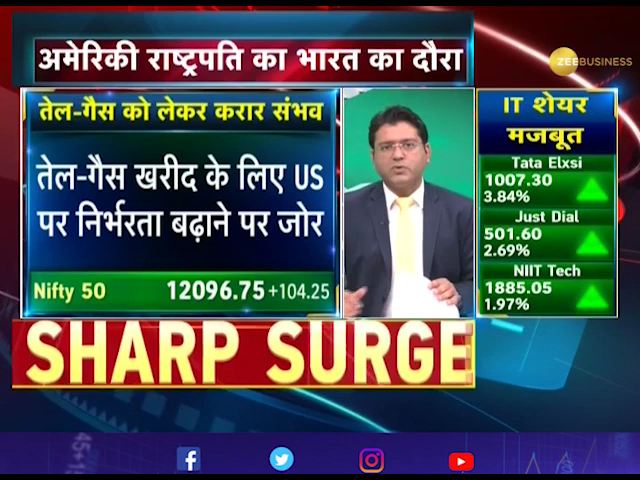 अमेरिकी राष्ट्रपति का भारत का दौरा
ZEEBUSINESS
तेल-गैस को लेकर करार संभव
तेल-गैस खरीद के लिए US
पर निर्भरता बढ़ाने पर जोर
Nifty 50 12096.75 +104.25
IT शेयर
मजबूत
Tata Elxsi
1007.30
3.84%
Just Dial
501.60
2.69%
NIIT Tech
1885.05
1.97%
SHARP SURGE